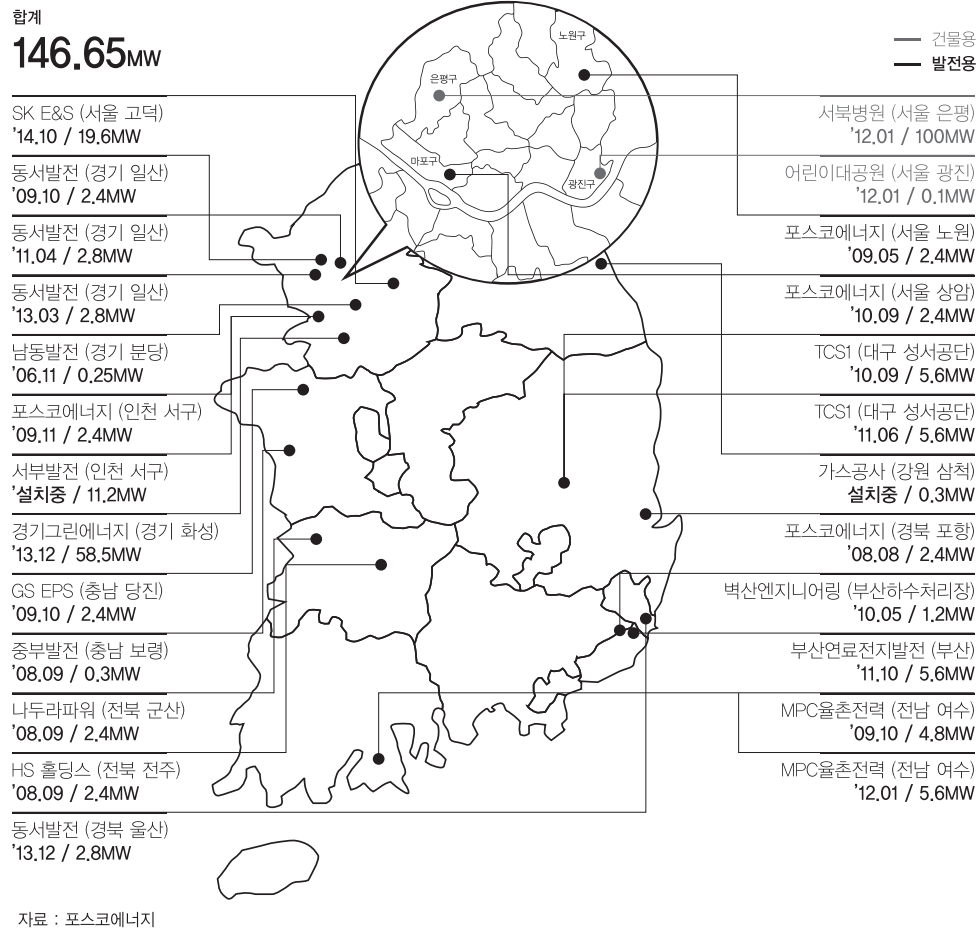 합계
146.65MW
건물용
발전용
SK E&S (서울 고덕)
'14.10 / 19.6MW
동서발전 (경기 일산)
'09.10 / 2.4MW
동서발전 (경기 일산)
'11.04 / 2.8MW
동서발전 (경기 일산)
'13.03 / 2.8MW
남동발전 (경기 분당)
'06.11 / 0.25MW
포스코에너지 (인천 서구)
'09.11 / 2.4MW
서부발전 (인천 서구)
'설치중 / 11.2MW
경기그린에너지 (경기 화성)
'13.12 / 58.5MW
GS EPS (충남 당진)
'09.10 / 2.4MW
중부발전 (충남 보령)
'08.09 / 0.3MW
나두라파워 (전북 군산)
'08.09 / 2.4MW
HS 홀딩스 (전북 전주)
'08.09 / 2.4MW
동서발전 (경북 울산)
'13.12 / 2.8MW
노원구
은평구
마포구
광진구
서북병원 (서울 은평)
'12.01 / 100MW
어린이대공원 (서울 광진)
'12.01 / 0.1MW
포스코에너지 (서울 노원)
'09.05 / 2.4MW
포스코에너지 (서울 상암)
'10.09 / 2.4MW
TCS1 (대구 성서공단)
'10.09 / 5.6MW
TCS1 (대구 성서공단)
'11.06 / 5.6MW
가스공사 (강원 삼척)
설치중 / 0.3MW
포스코에너지 (경북 포항)
'08.08 / 2.4MW
벽산엔지니어링 (부산하수처리장)
'10.05 / 1.2MW
부산연료전지발전 (부산)
'11.10 / 5.6MW
MPC율촌전력 (전남 여수)
'09.10 / 4.8MW
MPC율촌전력 (전남 여수)
'12.01 / 5.6MW
자료 : 포스코에너지